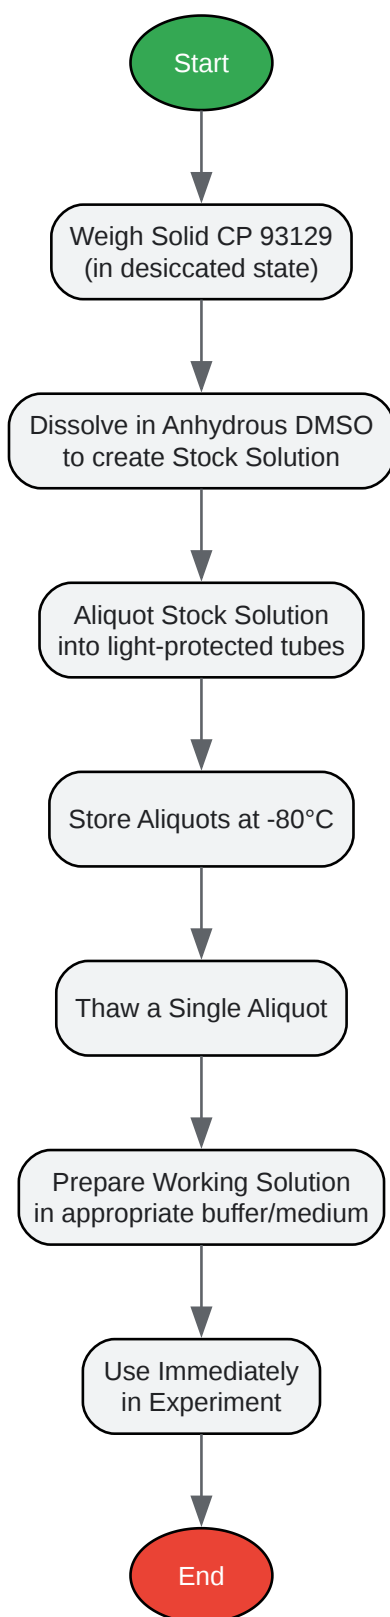 Start
Weigh Solid CP 93129
(in desiccated state)
Dissolve in Anhydrous DMSO
to create Stock Solution
Aliquot Stock Solution
into light-protected tubes
Store Aliquots at -80°C
Thaw a Single Aliquot
Prepare Working Solution
in appropriate buffer/medium
Use Immediately
in Experiment
End